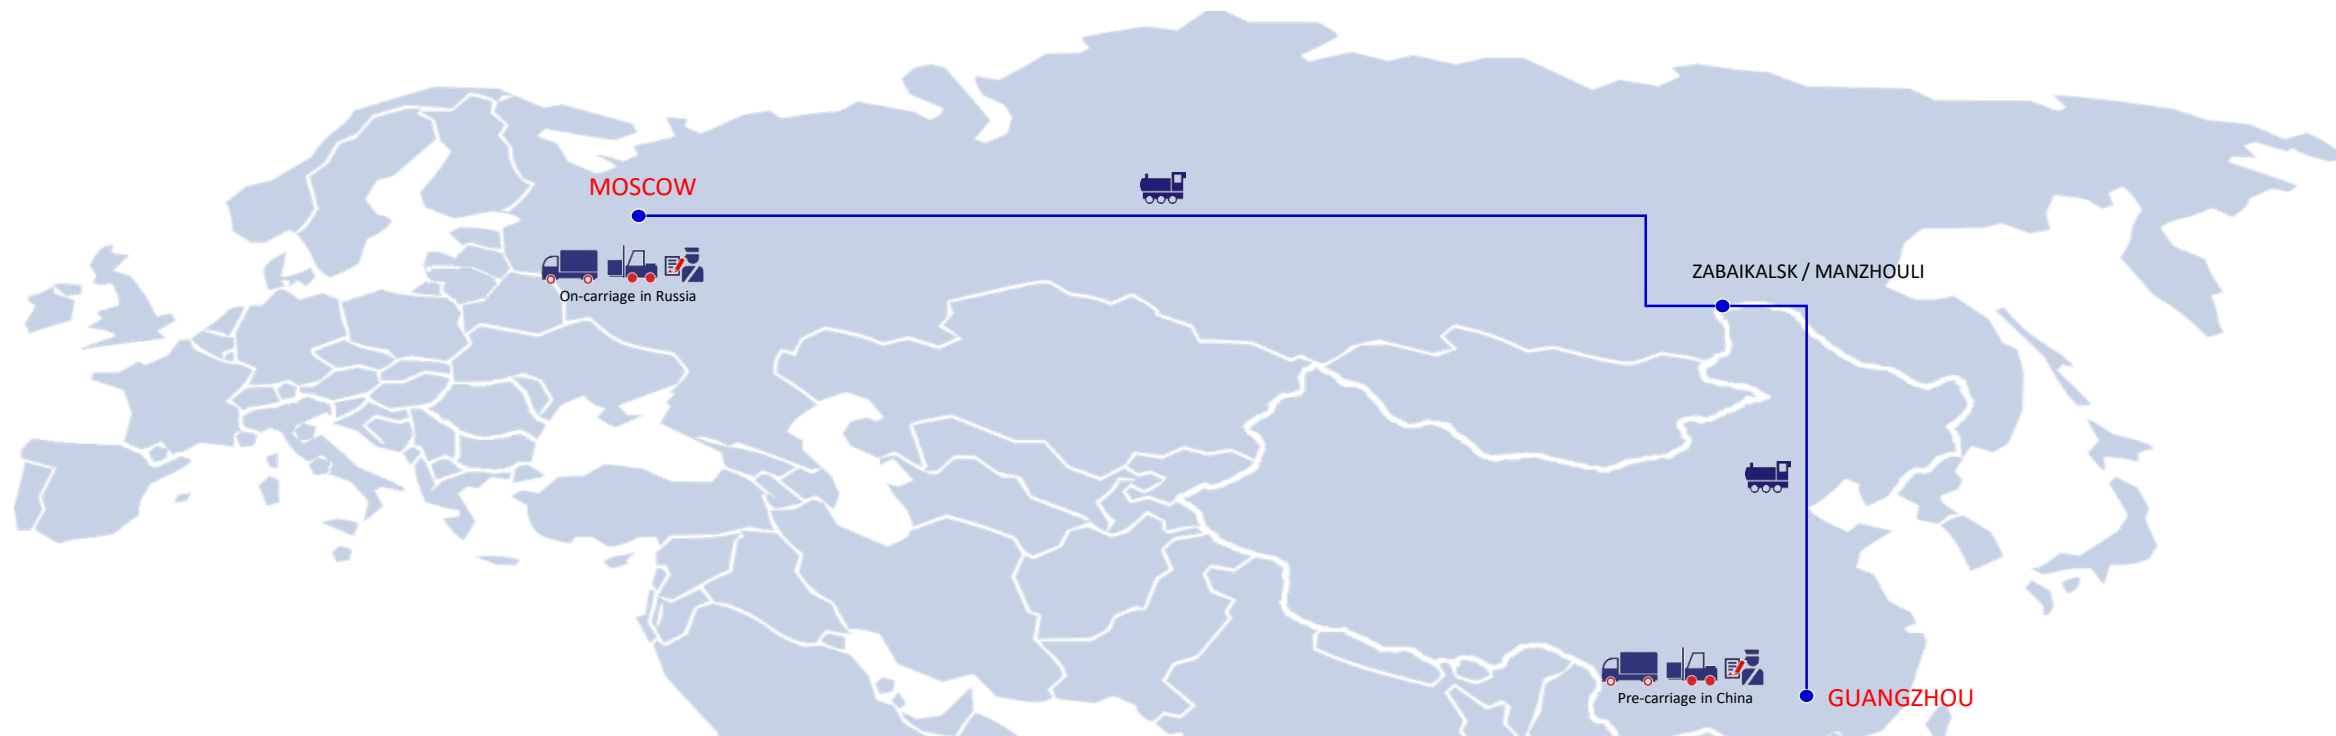 MOSCOW
On-carriage in Russia
ZABAIKALSK / MANZHOULI
Pre-carriage in China
GUANGZHOU